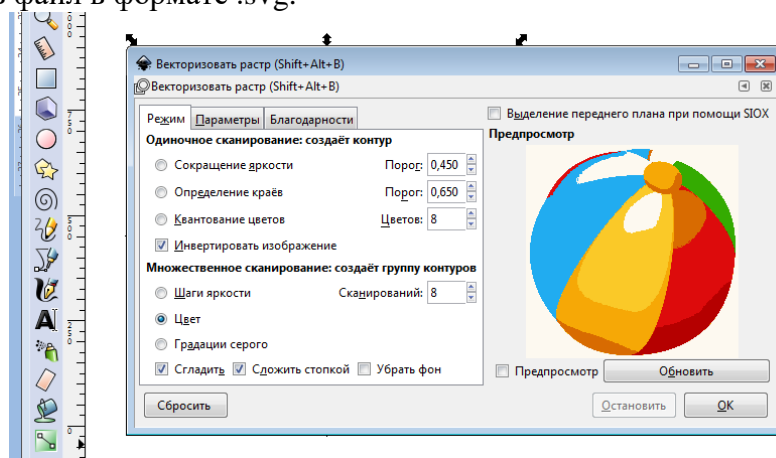 файл в формате .svg.
Векторизовать растр (Shift+Alt+B)
Векторизовать растр (Shift+Alt+B)
Режим Параметры Благодарности
Выделение переднего плана при помощи SIOX
Одиночное сканирование: создаёт контур
Предпросмотр
Сокращение яркости Порог: 0,450
Определение краёв Порог: 0,650
Квантование цветов Цветов: 8
Инвертировать изображение
Множественное сканирование: создаёт группу контуров
Шаги яркости Сканирований: 8
Цвет
Градации серого
Сгладить Сложить стопкой Убрать фон
Предпросмотр Обновить
Сбросить Остановить OK